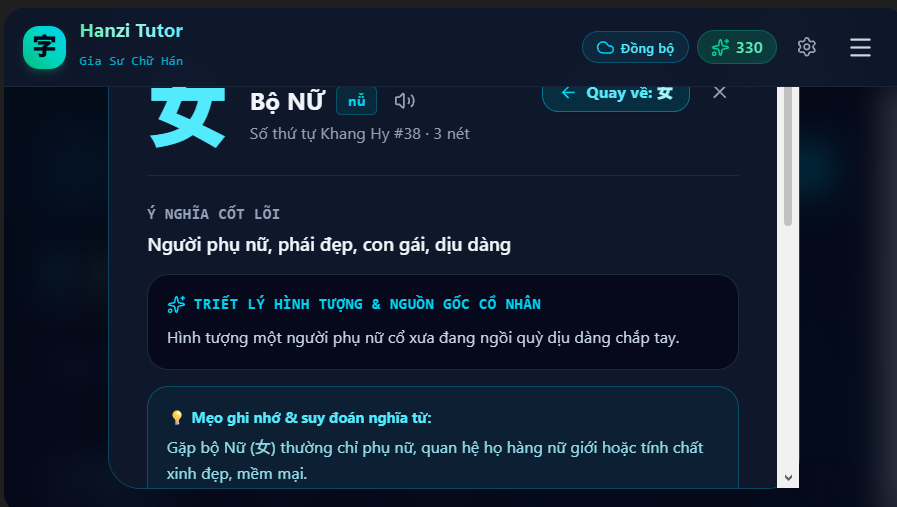 字
Hanzi Tutor
Gia Sư Chữ Hán
Đồng bộ
330
女
Bộ NỮ
nǚ
Quay về: 女
Số thứ tự Khang Hy #38 · 3 nét
Ý NGHĨA CỐT LÕI
Người phụ nữ, phái đẹp, con gái, dịu dàng
TRIẾT LÝ HÌNH TƯỢNG & NGUỒN GỐC CỔ NHÂN
Hình tượng một người phụ nữ cổ xưa đang ngồi quỳ dịu dàng chắp tay.
Mẹo ghi nhớ & suy đoán nghĩa từ:
Gặp bộ Nữ (女) thường chỉ phụ nữ, quan hệ họ hàng nữ giới hoặc tính chất
xinh đẹp, mềm mại.